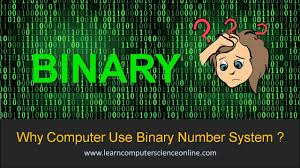 BINARY
? ? ?
Why Computer Use Binary Number System ?
www.learncomputerscienceonline.com